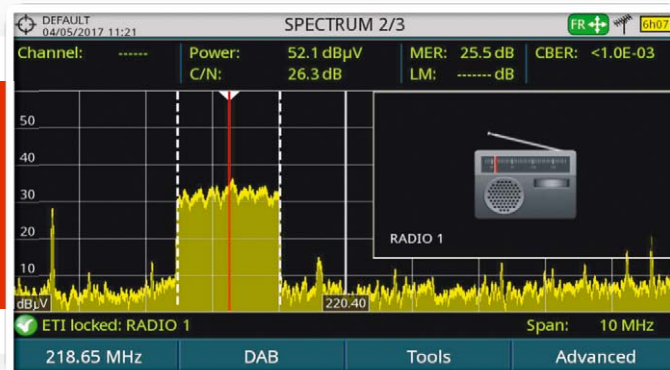 DEFAULT
04/05/2017 11:21
SPECTRUM 2/3
FR
6h07
Channel: ------ Power: 52.1 dBµV MER: 25.5 dB CBER: <1.0E-03
C/N: 26.3 dB LM: ------- dB
50
40
30
20
10
dBµV
220.40
RADIO 1
ETI locked: RADIO 1 Span: 10 MHz
218.65 MHz DAB Tools Advanced